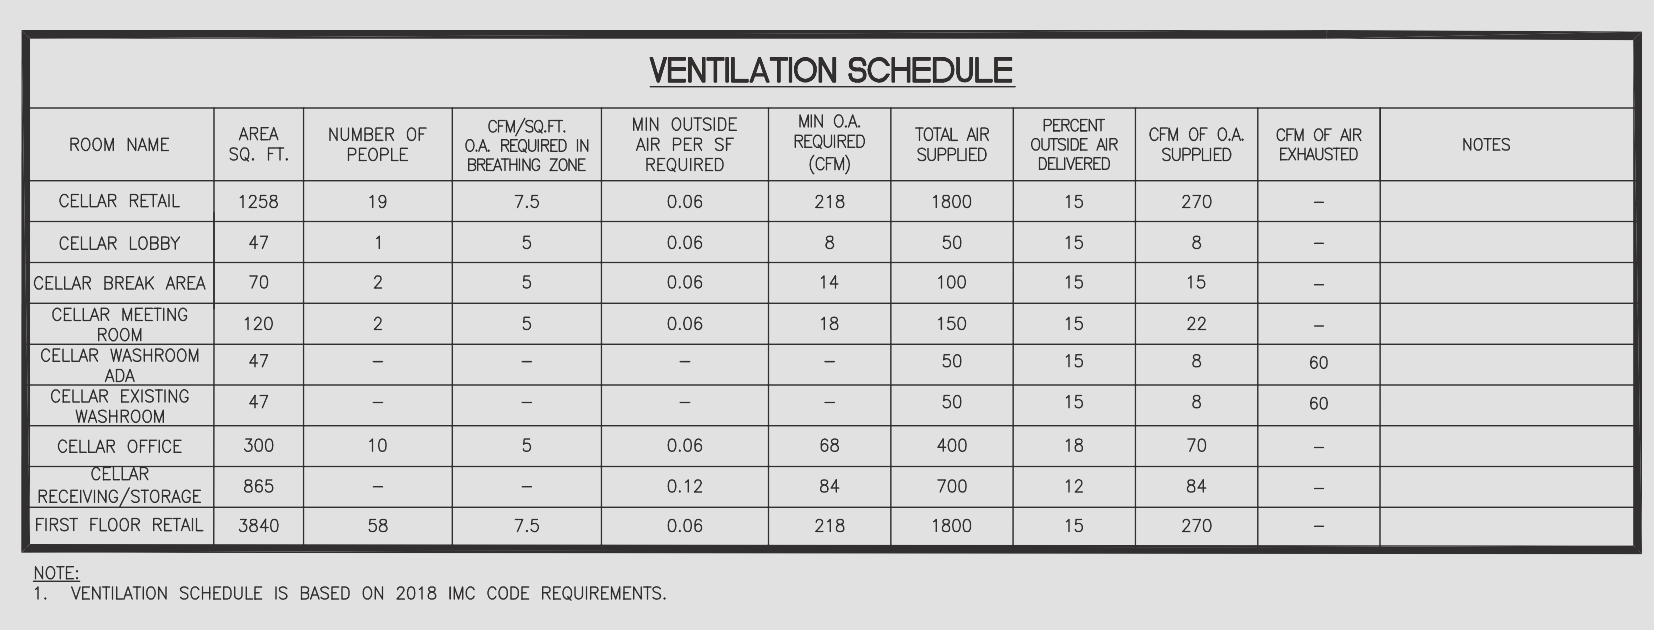 VENTILATION SCHEDULE
ROOM NAME | AREA SQ. FT. | NUMBER OF PEOPLE | CFM/SQ.FT. O.A. REQUIRED IN BREATHING ZONE | MIN OUTSIDE AIR PER SF REQUIRED | MIN O.A. REQUIRED (CFM) | TOTAL AIR SUPPLIED | PERCENT OUTSIDE AIR DELIVERED | CFM OF O.A. SUPPLIED | CFM OF AIR EXHAUSTED | NOTES
CELLAR RETAIL | 1258 | 19 | 7.5 | 0.06 | 218 | 1800 | 15 | 270 | –
CELLAR LOBBY | 47 | 1 | 5 | 0.06 | 8 | 50 | 15 | 8 | –
CELLAR BREAK AREA | 70 | 2 | 5 | 0.06 | 14 | 100 | 15 | 15 | –
CELLAR MEETING ROOM | 120 | 2 | 5 | 0.06 | 18 | 150 | 15 | 22 | –
CELLAR WASHROOM ADA | 47 | – | – | – | – | 50 | 15 | 8 | 60
CELLAR EXISTING WASHROOM | 47 | – | – | – | – | 50 | 15 | 8 | 60
CELLAR OFFICE | 300 | 10 | 5 | 0.06 | 68 | 400 | 18 | 70 | –
CELLAR RECEIVING/STORAGE | 865 | – | – | 0.12 | 84 | 700 | 12 | 84 | –
FIRST FLOOR RETAIL | 3840 | 58 | 7.5 | 0.06 | 218 | 1800 | 15 | 270 | –
NOTE:
1. VENTILATION SCHEDULE IS BASED ON 2018 IMC CODE REQUIREMENTS.